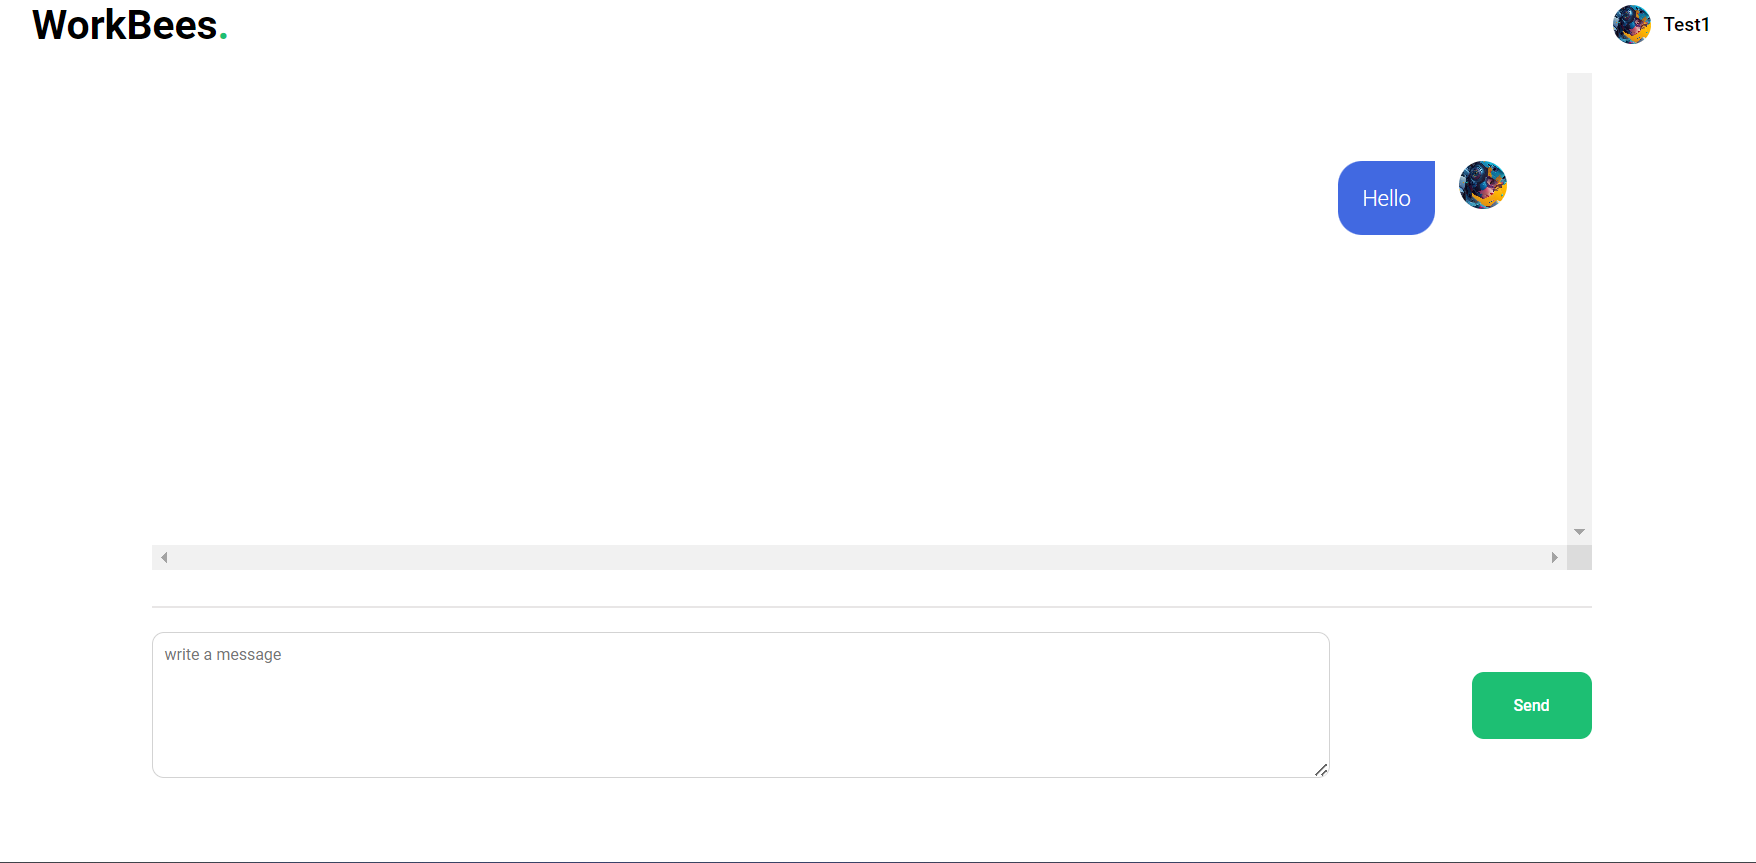 WorkBees.
Test1
Hello
write a message
Send